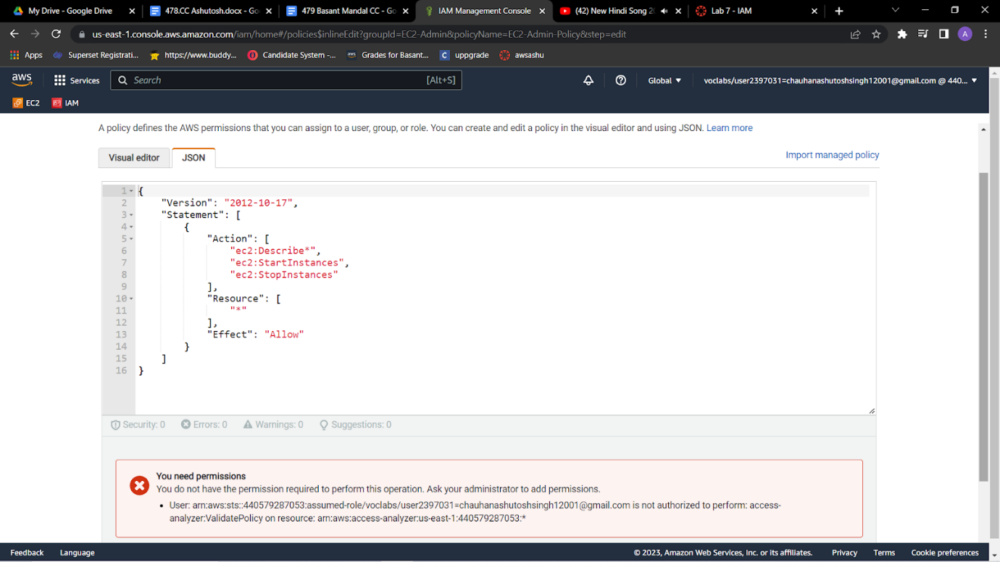 My Drive - Google Drive
478.CC Ashutosh.docx - Go
479 Basant Mandal CC - Go
IAM Management Console
(42) New Hindi Song 20
Lab 7 - IAM
us-east-1.console.aws.amazon.com/iam/home#/policies$inlineEdit?groupId=EC2-Admin&policyName=EC2-Admin-Policy&step=edit
A
Apps
Superset Registrati...
https://www.buddy...
Candidate System -...
Grades for Basant...
uppgrade
awsashu
aws
Services
Search
[Alt+S]
Global
voclabs/user2397031=chauhanashutoshsingh12001@gmail.com @ 440...
EC2
IAM
A policy defines the AWS permissions that you can assign to a user, group, or role. You can create and edit a policy in the visual editor and using JSON. Learn more
Visual editor
JSON
Import managed policy
1 {
2 "Version": "2012-10-17",
3 "Statement": [
4 {
5 "Action": [
6 "ec2:Describe*",
7 "ec2:StartInstances",
8 "ec2:StopInstances"
9 ],
10 "Resource": [
11 "*"
12 ],
13 "Effect": "Allow"
14 }
15 ]
16 }
Security: 0
Errors: 0
Warnings: 0
Suggestions: 0
You need permissions
You do not have the permission required to perform this operation. Ask your administrator to add permissions.
• User: arn:aws:sts::440579287053:assumed-role/voclabs/user2397031=chauhanashutoshsingh12001@gmail.com is not authorized to perform: access-
analyzer:ValidatePolicy on resource: arn:aws:access-analyzer:us-east-1:440579287053:*
Feedback
Language
© 2023, Amazon Web Services, Inc. or its affiliates.
Privacy
Terms
Cookie preferences